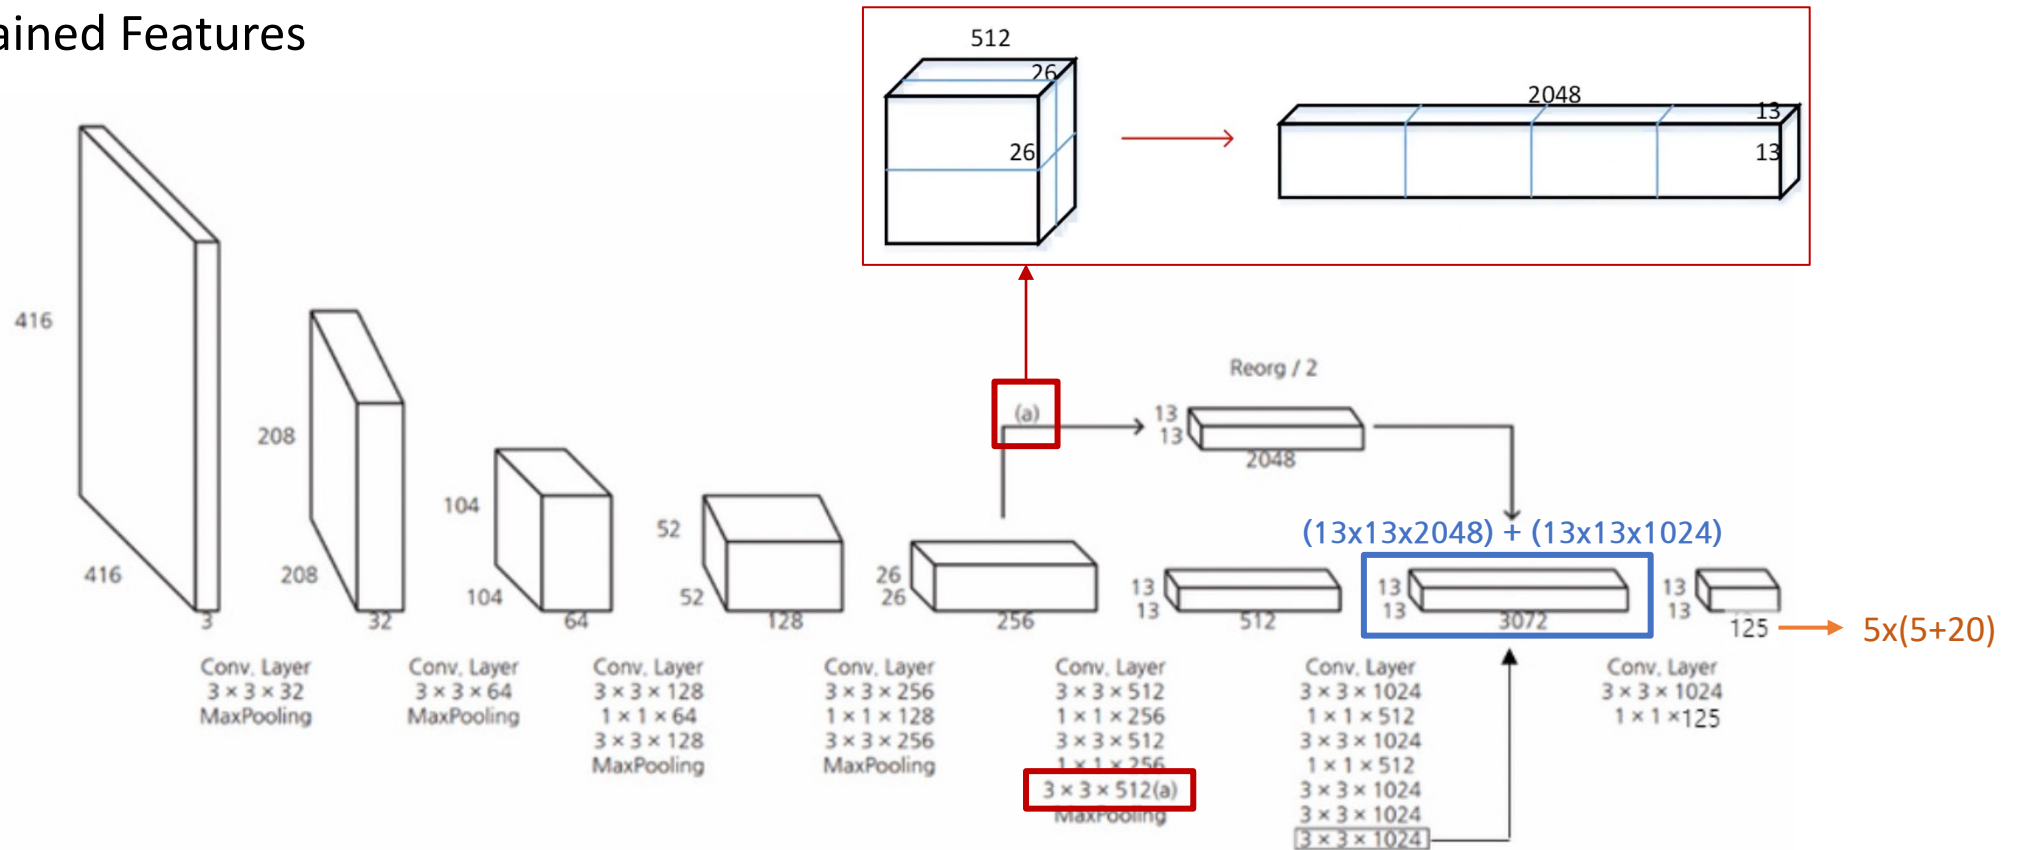 ained Features
512
26
26
2048
13
13
416
416
3
208
208
32
104
104
64
52
52
128
(a)
26
26
256
Reorg / 2
13
13
2048
13
13
512
(13x13x2048) + (13x13x1024)
13
13
3072
13
13
125
5x(5+20)
Conv. Layer
3 × 3 × 32
MaxPooling
Conv. Layer
3 × 3 × 64
MaxPooling
Conv. Layer
3 × 3 × 128
1 × 1 × 64
3 × 3 × 128
MaxPooling
Conv. Layer
3 × 3 × 256
1 × 1 × 128
3 × 3 × 256
MaxPooling
Conv. Layer
3 × 3 × 512
1 × 1 × 256
3 × 3 × 512
1 × 1 × 256
3 × 3 × 512(a)
MaxPooling
Conv. Layer
3 × 3 × 1024
1 × 1 × 512
3 × 3 × 1024
1 × 1 × 512
3 × 3 × 1024
3 × 3 × 1024
3 × 3 × 1024
Conv. Layer
3 × 3 × 1024
1 × 1 ×125